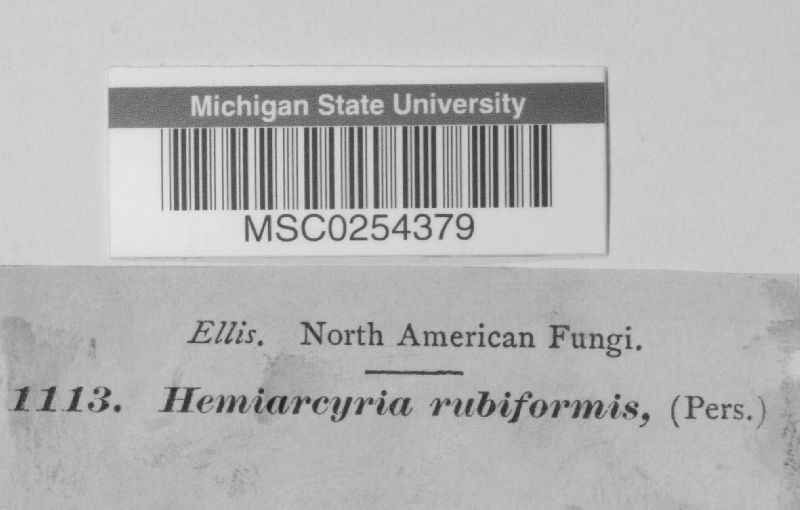 Michigan State University
MSC0254379
Ellis. North American Fungi.
1113. Hemiarcyria rubiformis, (Pers.)